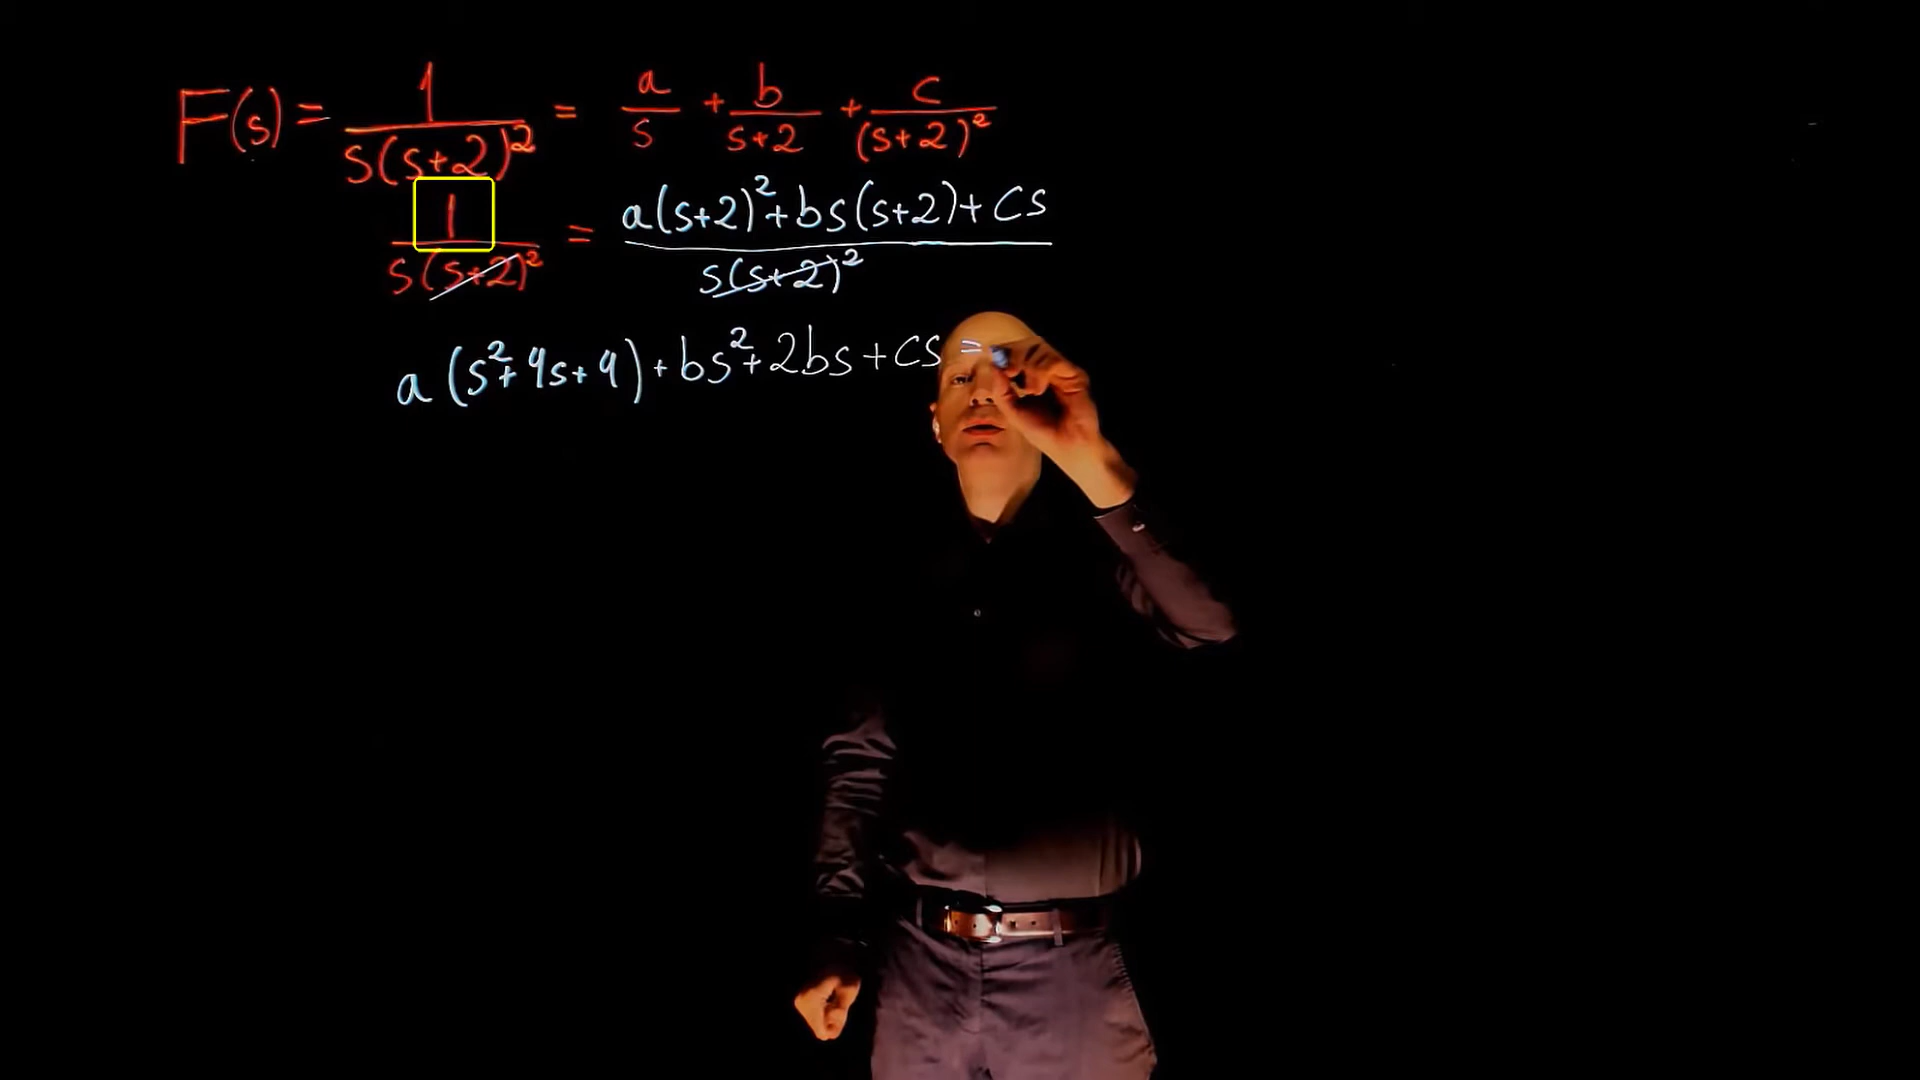 F(s) = 1/(s(s+2)²) = a/s + b/(s+2) + c/(s+2)²
1/(s(s+2)²) = (a(s+2)² + bs(s+2) + cs)/(s(s+2)²)
a(s² + 4s + 4) + bs² + 2bs + cs =